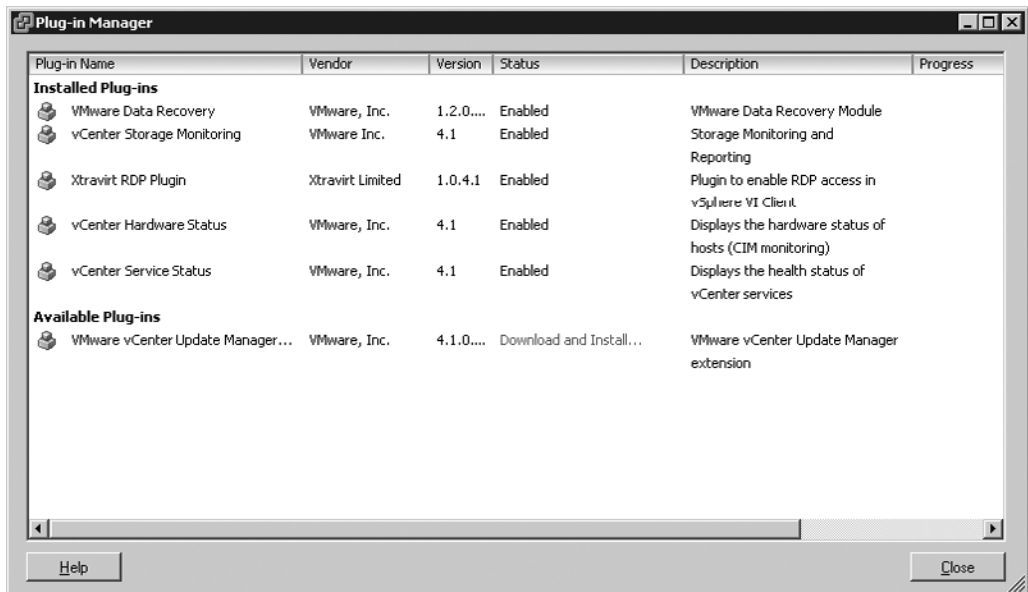 Plug-in Manager
Plug-in Name Vendor Version Status Description Progress
Installed Plug-ins
VMware Data Recovery VMware, Inc. 1.2.0.... Enabled VMware Data Recovery Module
vCenter Storage Monitoring VMware Inc. 4.1 Enabled Storage Monitoring and
Reporting
Xtravirt RDP Plugin Xtravirt Limited 1.0.4.1 Enabled Plugin to enable RDP access in
vSphere VI Client
vCenter Hardware Status VMware, Inc. 4.1 Enabled Displays the hardware status of
hosts (CIM monitoring)
vCenter Service Status VMware, Inc. 4.1 Enabled Displays the health status of
vCenter services
Available Plug-ins
VMware vCenter Update Manager... VMware, Inc. 4.1.0.... Download and Install... VMware vCenter Update Manager
extension
Help Close